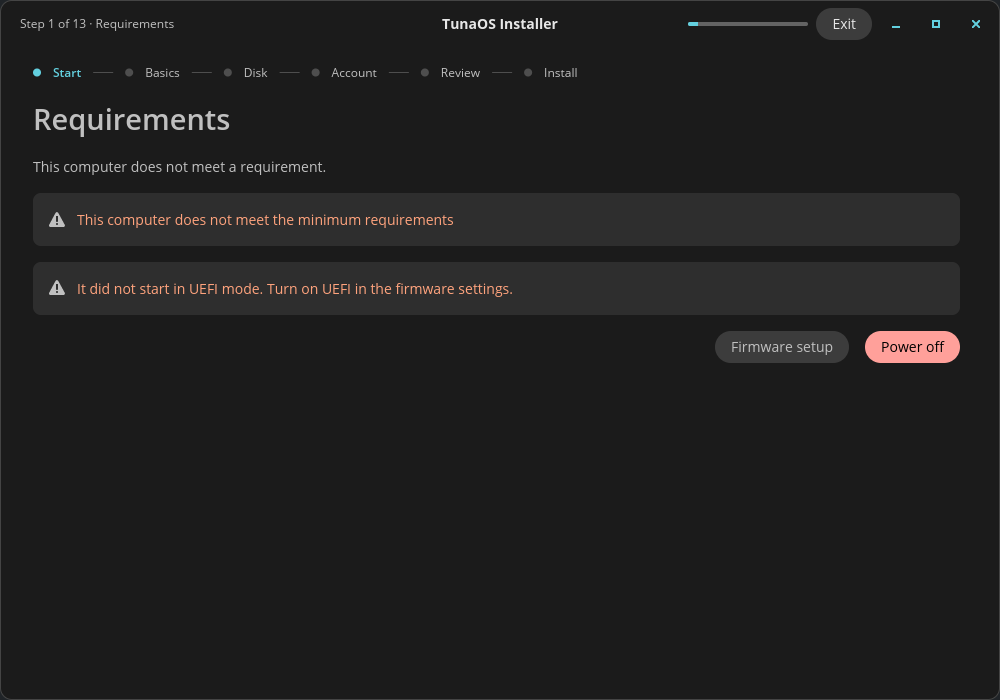 Step 1 of 13 · Requirements
TunaOS Installer
Exit
Start
Basics
Disk
Account
Review
Install
Requirements
This computer does not meet a requirement.
This computer does not meet the minimum requirements
It did not start in UEFI mode. Turn on UEFI in the firmware settings.
Firmware setup
Power off